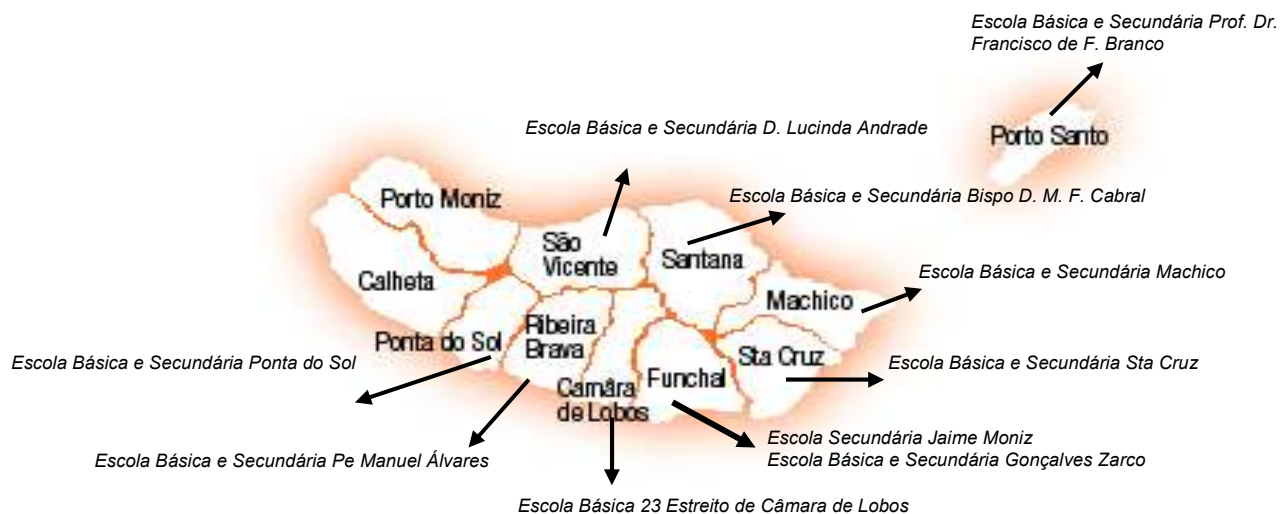 Escola Básica e Secundária Prof. Dr.
Francisco de F. Branco
Escola Básica e Secundária D. Lucinda Andrade
Porto Santo
Porto Moniz
Escola Básica e Secundária Bispo D. M. F. Cabral
São
Vicente
Santana
Calheta
Escola Básica e Secundária Machico
Machico
Ribeira
Brava
Ponta do Sol
Escola Básica e Secundária Ponta do Sol
Sta Cruz
Escola Básica e Secundária Sta Cruz
Funchal
Camâra
de Lobos
Escola Secundária Jaime Moniz
Escola Básica e Secundária Gonçalves Zarco
Escola Básica e Secundária Pe Manuel Álvares
Escola Básica 23 Estreito de Câmara de Lobos